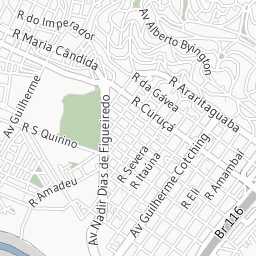 R do Imperador
Av Alberto Byington
R Maria Cândida
R Araritaguaba
R da Gávea
R Curuçá
Av Guilherme
R S Quirino
Av Nadir Dias de Figueiredo
R Severa
R Itaúna
Av Guilherme Cotching
R Amadeu
R Eli
R Amambaí
Br 116